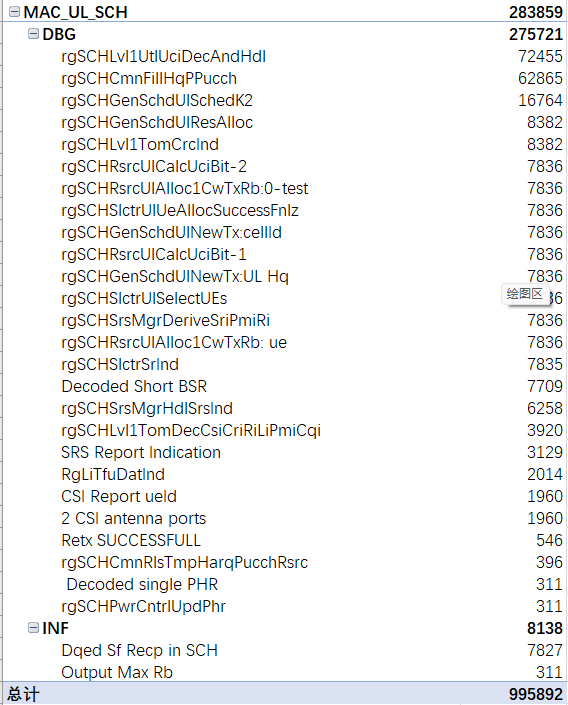 MAC_UL_SCH 283859
DBG 275721
rgSCHLvl1UtlUciDecAndHdl 72455
rgSCHCmnFillHqPPucch 62865
rgSCHGenSchdUlSchedK2 16764
rgSCHGenSchdUlResAlloc 8382
rgSCHLvl1TomCrcInd 8382
rgSCHRsrcUlCalcUciBit-2 7836
rgSCHRsrcUlAlloc1CwTxRb:0-test 7836
rgSCHSlctrUlUeAllocSuccessFnlz 7836
rgSCHGenSchdUlNewTx:cellId 7836
rgSCHRsrcUlCalcUciBit-1 7836
rgSCHGenSchdUlNewTx:UL Hq 7836
rgSCHSlctrUlSelectUEs
绘图区
rgSCHSrsMgrDeriveSriPmiRi 7836
rgSCHRsrcUlAlloc1CwTxRb: ue 7836
rgSCHSlctrSrInd 7835
Decoded Short BSR 7709
rgSCHSrsMgrHdlSrsInd 6258
rgSCHLvl1TomDecCsiCriRiLiPmiCqi 3920
SRS Report Indication 3129
RgLiTfuDatInd 2014
CSI Report ueId 1960
2 CSI antenna ports 1960
Retx SUCCESSFULL 546
rgSCHCmnRlsTmpHarqPucchRsrc 396
Decoded single PHR 311
rgSCHPwrCntrlUpdPhr 311
INF 8138
Dqed Sf Recp in SCH 7827
Output Max Rb 311
总计 995892